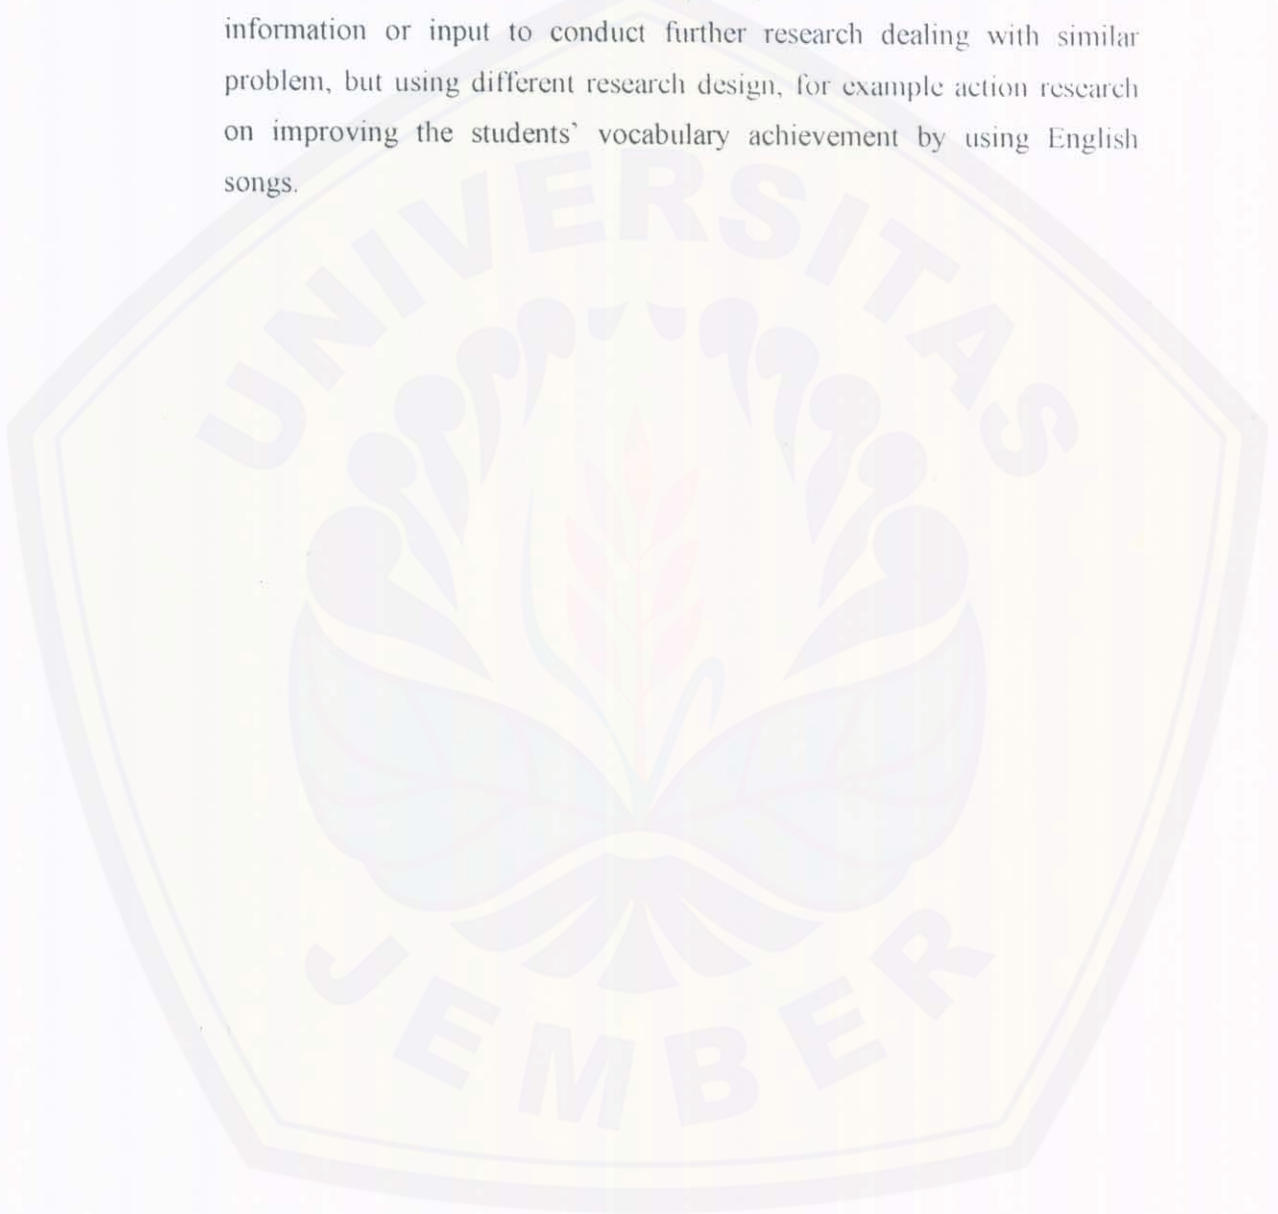 information or input to conduct further research dealing with similar
problem, but using different research design, for example action research
on improving the students` vocabulary achievement by using English
songs.
UNIVERSITAS
JEMBER